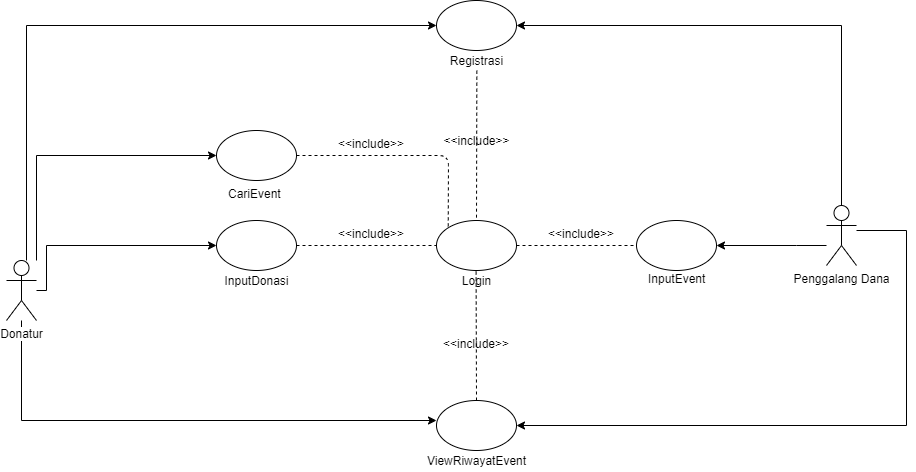 Registrasi
<<include>>
<<include>>
CariEvent
<<include>>
<<include>>
InputDonasi
Login
InputEvent
Penggalang Dana
Donatur
<<include>>
ViewRiwayatEvent